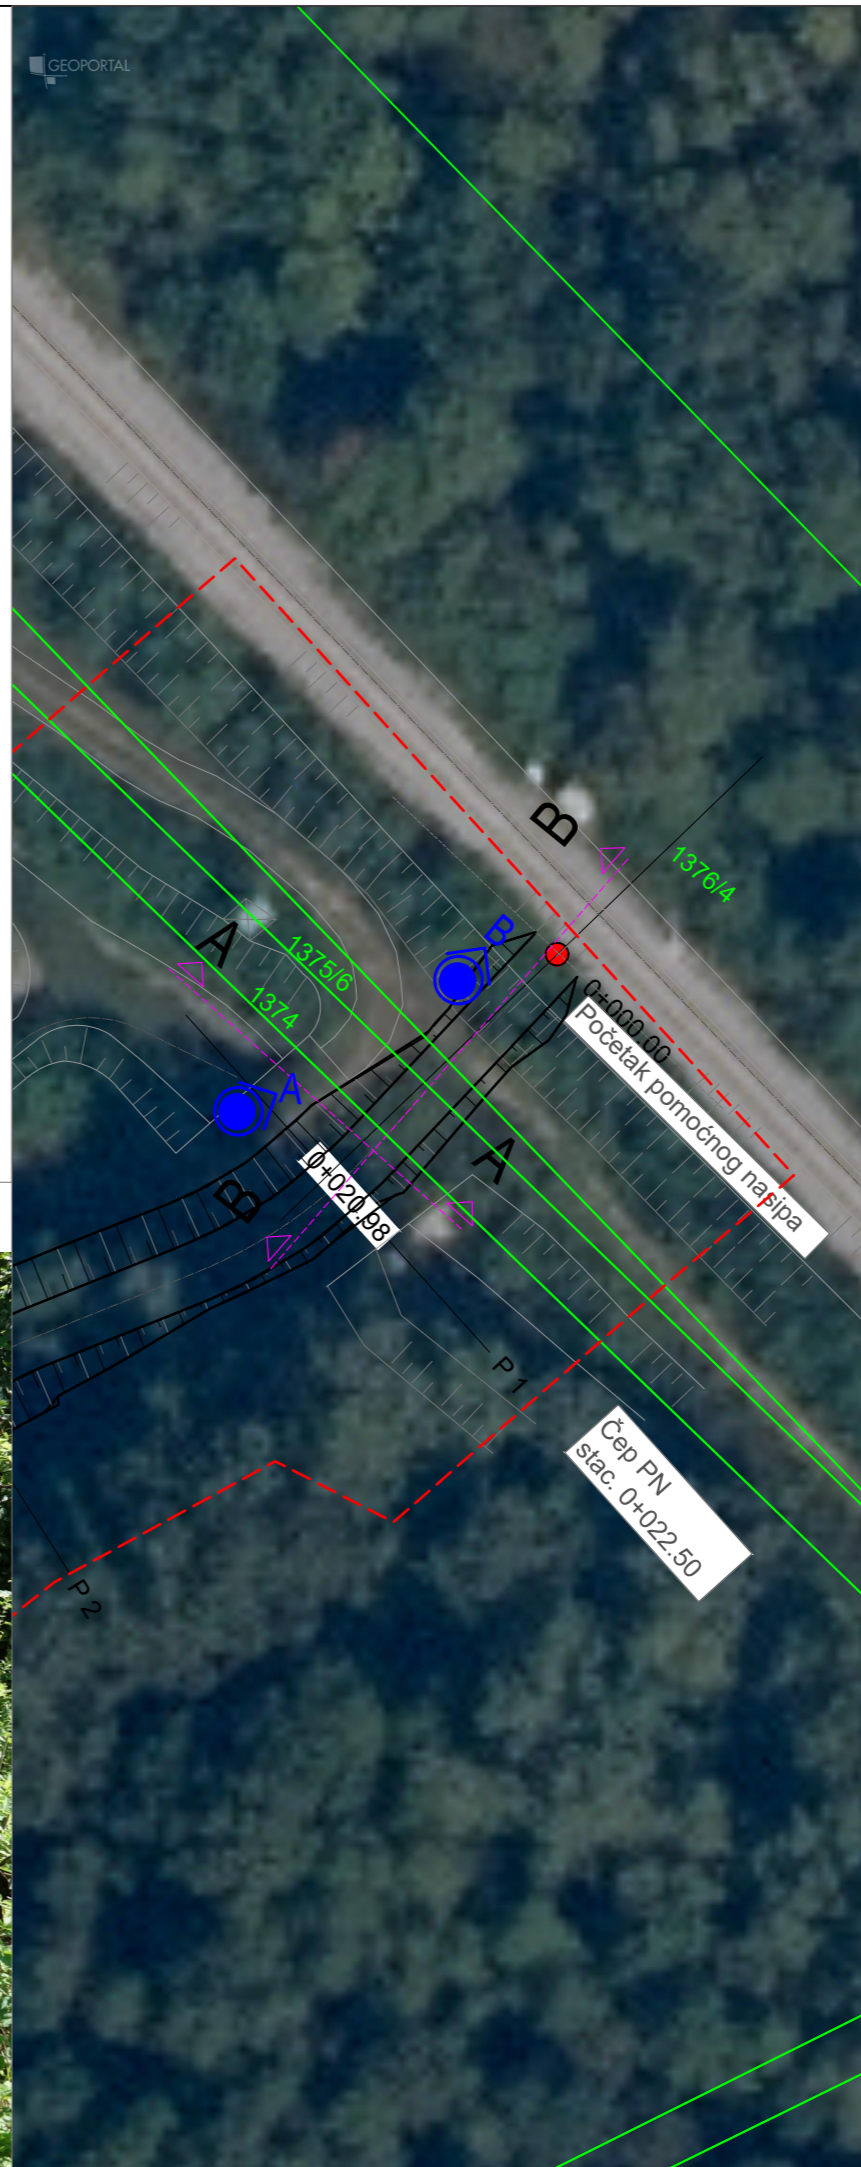 GEOPORTAL
B
1376/4
B
A
1375/6
1374
0+000.00
Početak pomoćnog nasipa
A
A
0+020.98
B
P 1
Čep PN
stac. 0+022.50
P 2